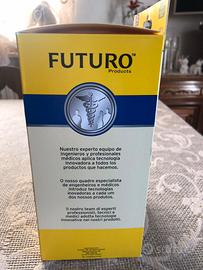 FUTURO™
Products
Nuestro experto equipo de
ingenieros y profesionales
médicos aplica tecnología
innovadora a todos los
productos que hacemos.
O nosso quadro especialista
de engenheiros e médicos
introduz tecnologias
inovadoras a cada um
dos nossos produtos.
Il nostro team di esperti
professionisti, tecnici e
medici adotta tecnologie
innovative nei nostri prodotti.